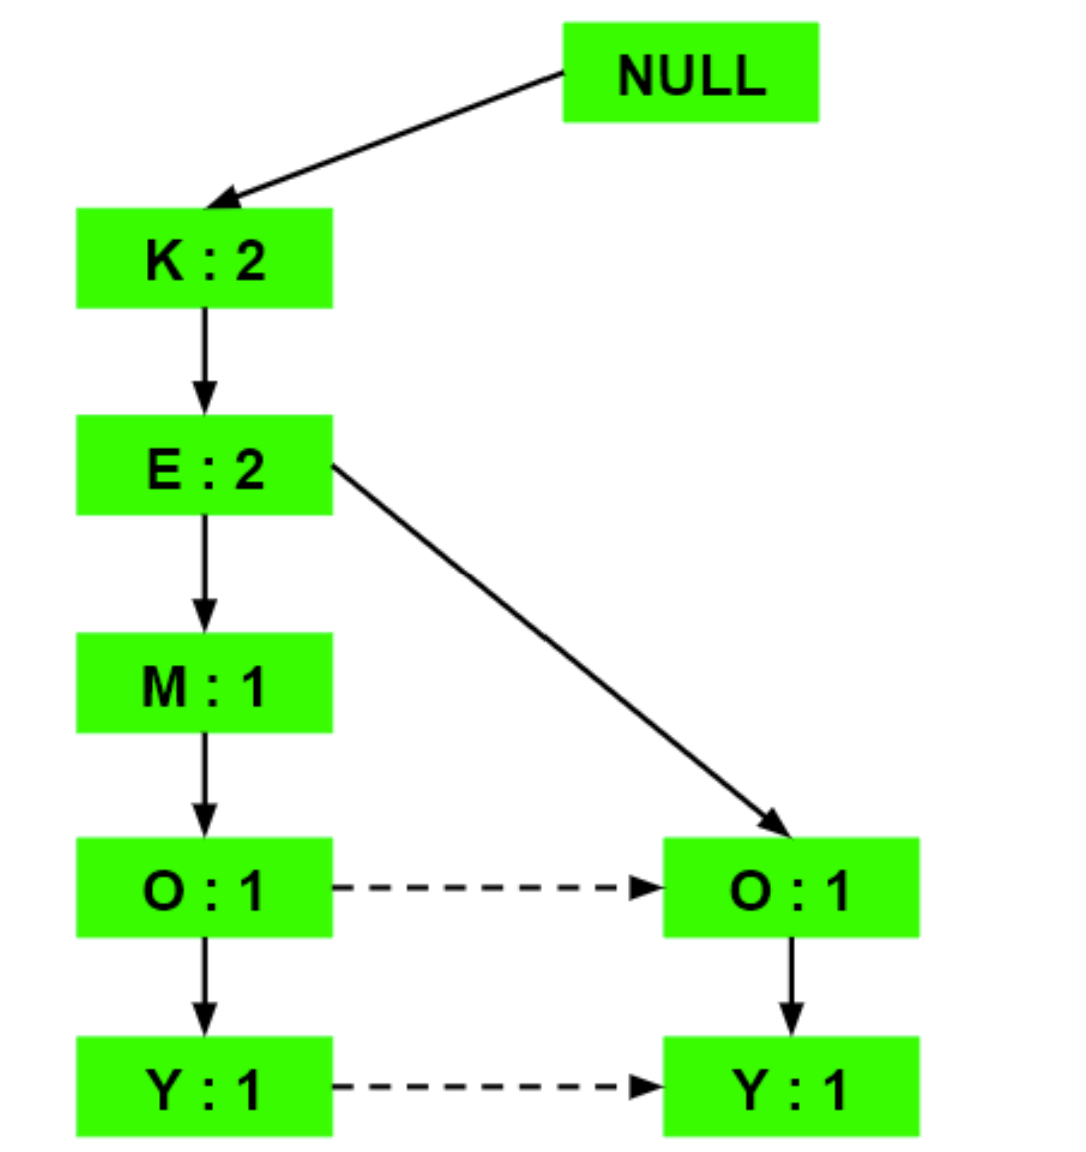 NULL
K : 2
E : 2
M : 1
O : 1
O : 1
Y : 1
Y : 1